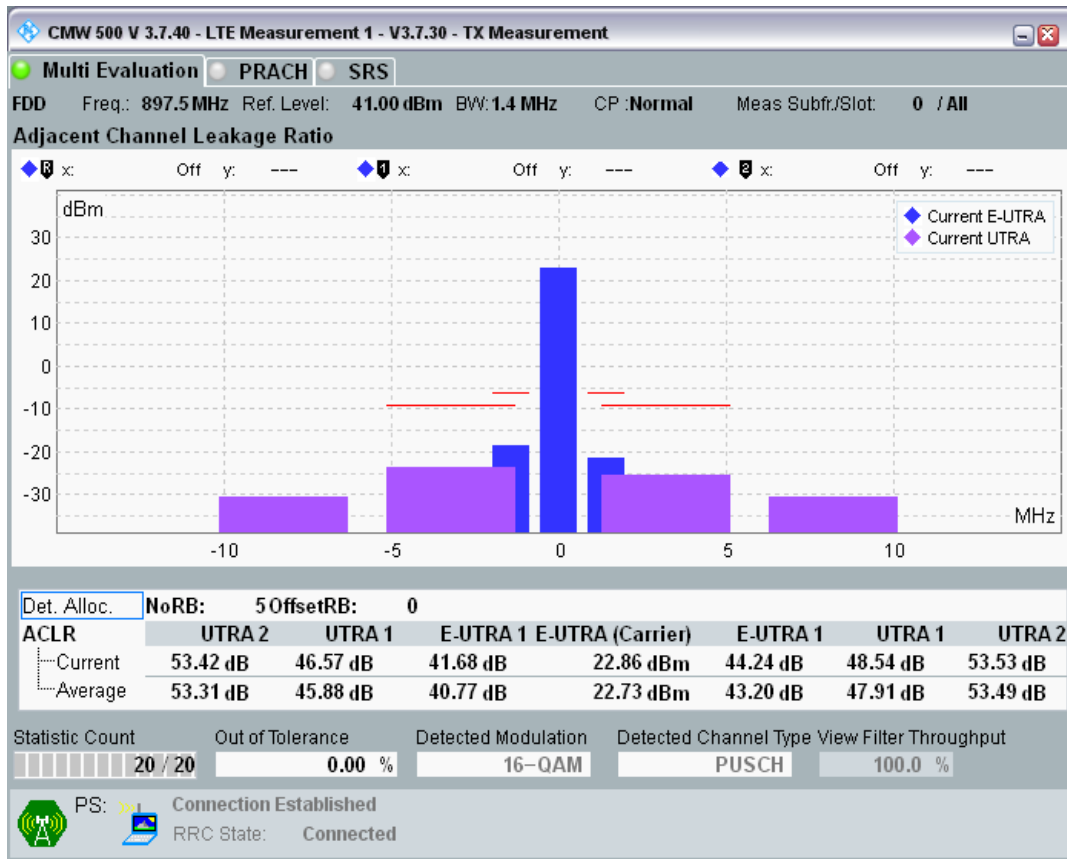 CMW 500 V 3.7.40 - LTE Measurement 1 - V3.7.30 - TX Measurement
Multi Evaluation PRACH SRS
FDD Freq.: 897.5 MHz Ref. Level: 41.00 dBm BW: 1.4 MHz CP :Normal Meas Subfr./Slot: 0 / All
Adjacent Channel Leakage Ratio
R x: Off y: --- 1 x: Off y: --- 2 x: Off y: ---
dBm
Current E-UTRA
Current UTRA
30
20
10
0
-10
-20
-30
MHz
-10 -5 0 5 10
Det. Alloc. NoRB: 5 OffsetRB: 0
ACLR UTRA 2 UTRA 1 E-UTRA 1 E-UTRA (Carrier) E-UTRA 1 UTRA 1 UTRA 2
Current 53.42 dB 46.57 dB 41.68 dB 22.86 dBm 44.24 dB 48.54 dB 53.53 dB
Average 53.31 dB 45.88 dB 40.77 dB 22.73 dBm 43.20 dB 47.91 dB 53.49 dB
Statistic Count Out of Tolerance Detected Modulation Detected Channel Type View Filter Throughput
20 / 20 0.00 % 16-QAM PUSCH 100.0 %
PS: Connection Established
RRC State: Connected